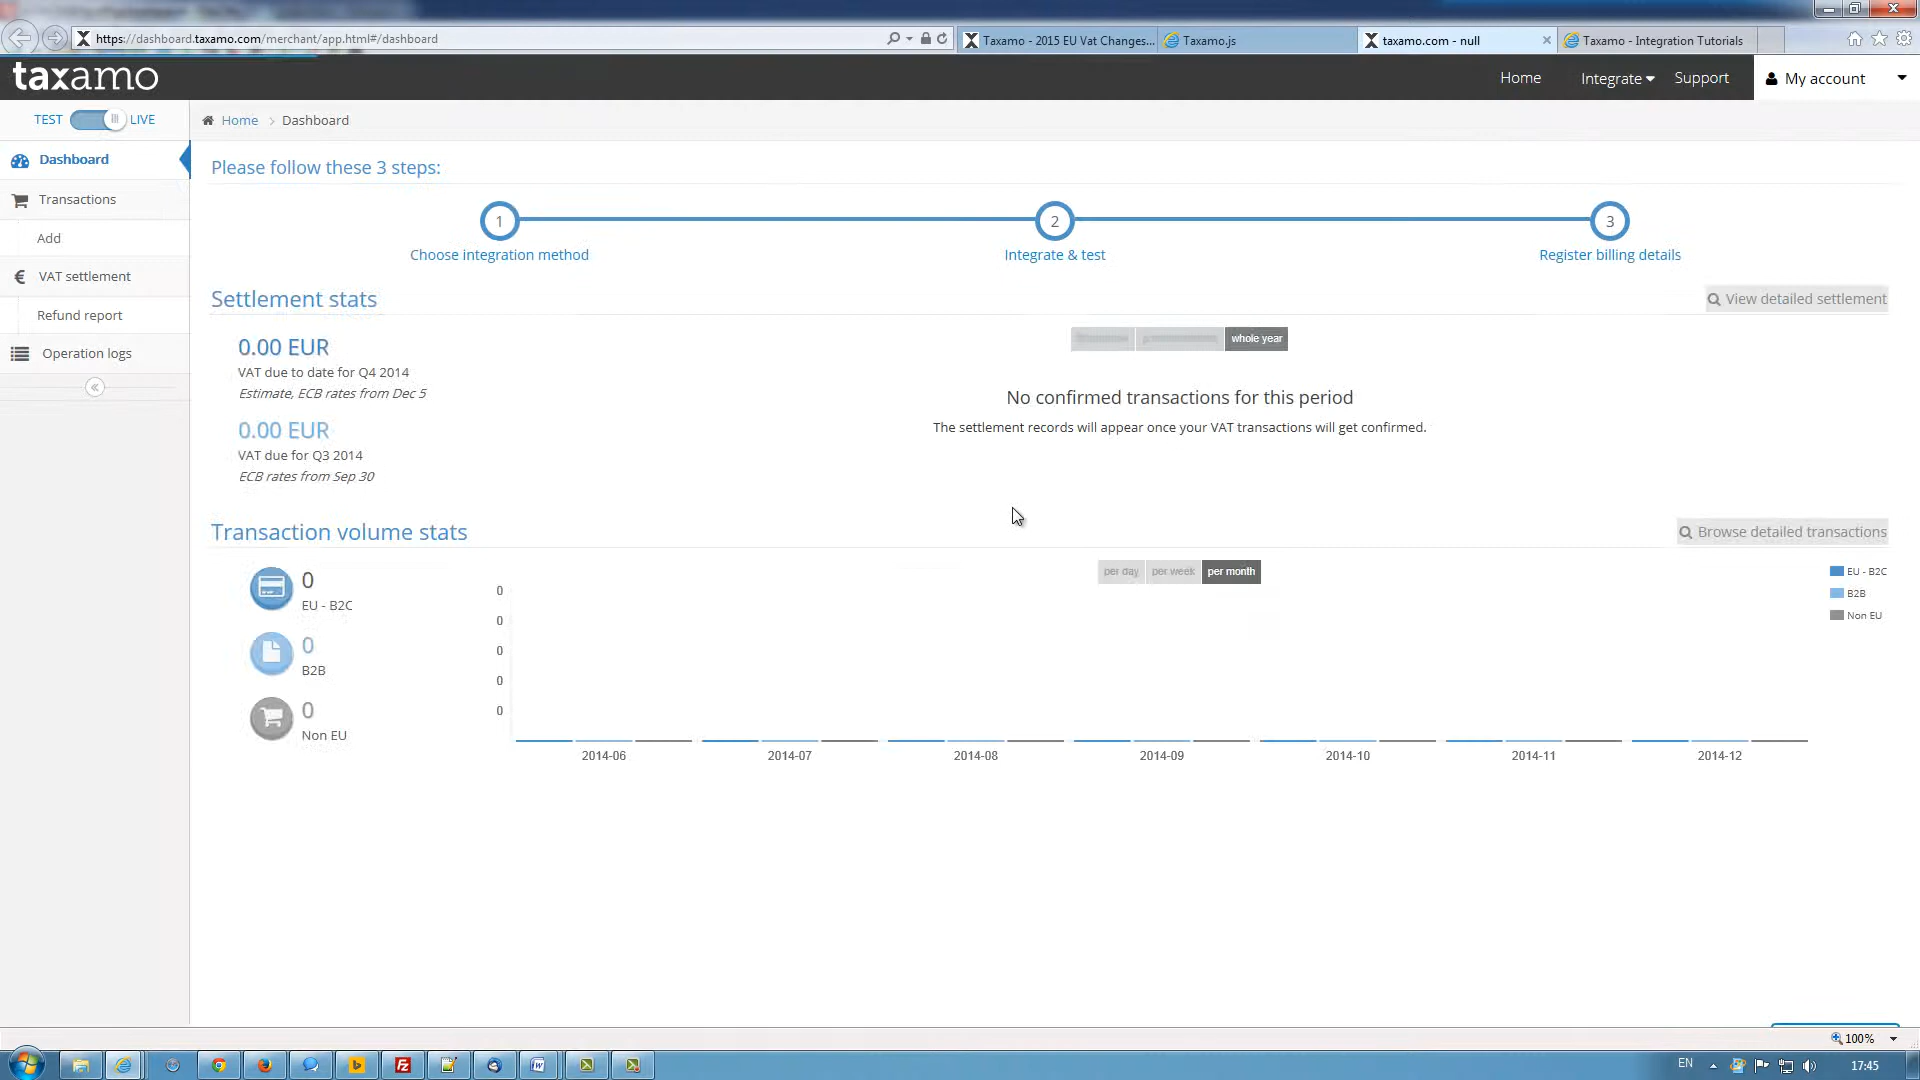 https://dashboard.taxamo.com/merchant/app.html#/dashboard
Taxamo - 2015 EU Vat Changes...
Taxamo.js
taxamo.com - null
Taxamo - Integration Tutorials
taxamo
Home
Integrate
Support
My account
TEST
LIVE
Home > Dashboard
Dashboard
Transactions
Add
VAT settlement
Refund report
Operation logs
Please follow these 3 steps:
1
2
3
Choose integration method
Integrate & test
Register billing details
Settlement stats
View detailed settlement
0.00 EUR
VAT due to date for Q4 2014
Estimate, ECB rates from Dec 5
0.00 EUR
VAT due for Q3 2014
ECB rates from Sep 30
whole year
No confirmed transactions for this period
The settlement records will appear once your VAT transactions will get confirmed.
Transaction volume stats
Browse detailed transactions
0
EU - B2C
0
B2B
0
Non EU
per day
per week
per month
EU - B2C
B2B
Non EU
0
0
0
0
0
2014-06
2014-07
2014-08
2014-09
2014-10
2014-11
2014-12
100%
EN
17:45